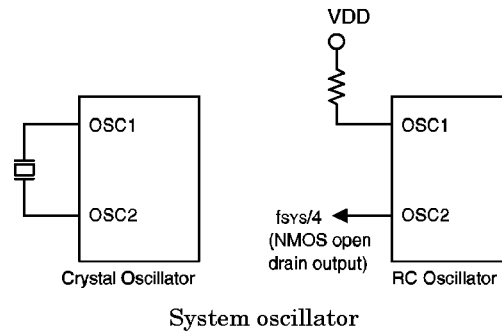 VDD
OSC1
OSC2
Crystal Oscillator
OSC1
fSYS/4
(NMOS open
drain output)
OSC2
RC Oscillator
System oscillator